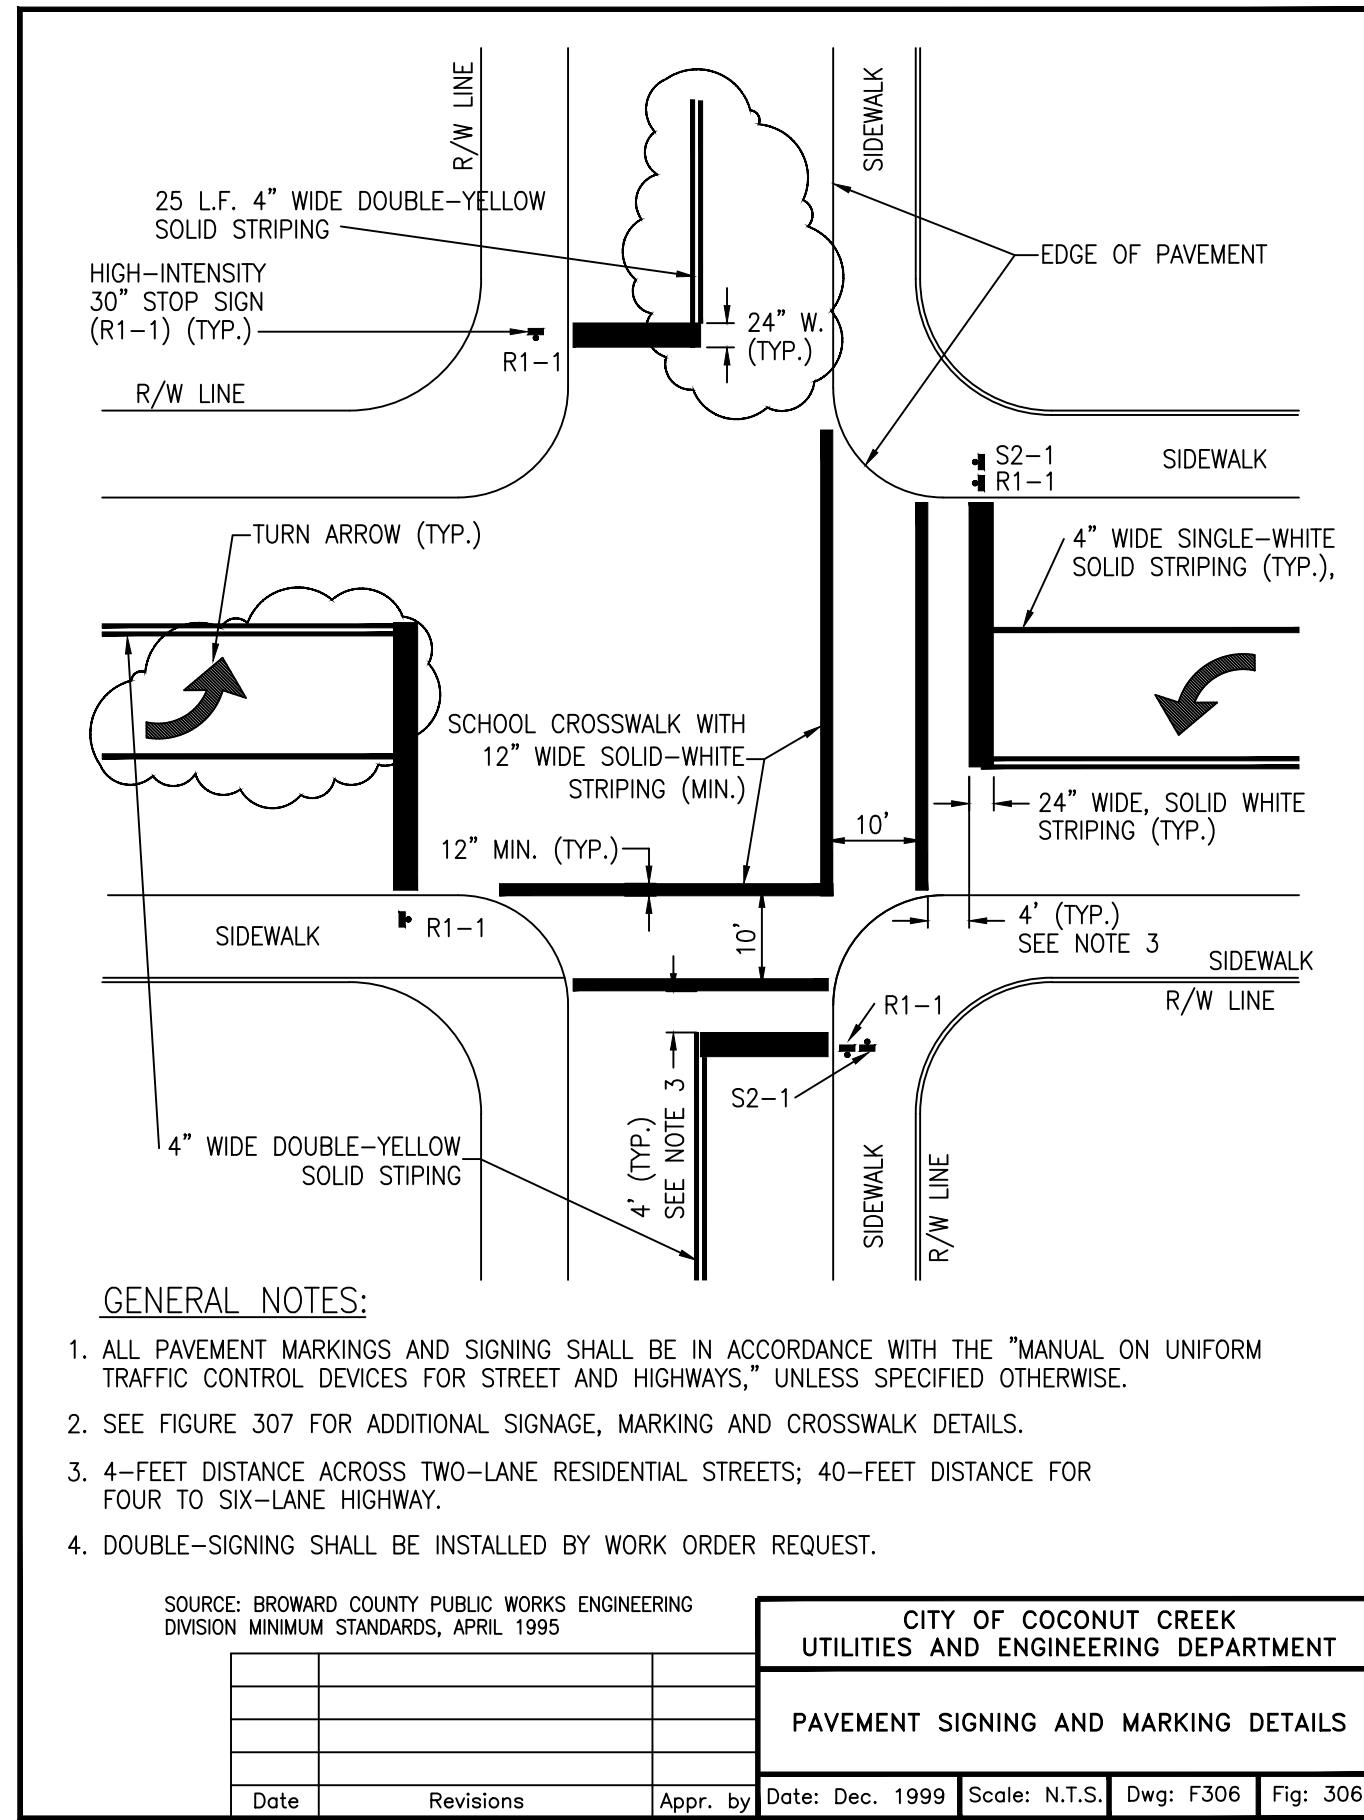 R/W LINE
SIDEWALK
25 L.F. 4" WIDE DOUBLE-YELLOW
SOLID STRIPING
EDGE OF PAVEMENT
HIGH-INTENSITY
30" STOP SIGN
(R1-1) (TYP.)
R1-1
24" W.
(TYP.)
R/W LINE
S2-1
R1-1
SIDEWALK
TURN ARROW (TYP.)
4" WIDE SINGLE-WHITE
SOLID STRIPING (TYP.),
SCHOOL CROSSWALK WITH
12" WIDE SOLID-WHITE
STRIPING (MIN.)
24" WIDE, SOLID WHITE
STRIPING (TYP.)
10'
12" MIN. (TYP.)
R1-1
SIDEWALK
10'
4' (TYP.)
SEE NOTE 3
SIDEWALK
R/W LINE
R1-1
S2-1
4' (TYP.)
SEE NOTE 3
4" WIDE DOUBLE-YELLOW
SOLID STIPING
SIDEWALK
R/W LINE
GENERAL NOTES:
1. ALL PAVEMENT MARKINGS AND SIGNING SHALL BE IN ACCORDANCE WITH THE "MANUAL ON UNIFORM
TRAFFIC CONTROL DEVICES FOR STREET AND HIGHWAYS," UNLESS SPECIFIED OTHERWISE.
2. SEE FIGURE 307 FOR ADDITIONAL SIGNAGE, MARKING AND CROSSWALK DETAILS.
3. 4-FEET DISTANCE ACROSS TWO-LANE RESIDENTIAL STREETS; 40-FEET DISTANCE FOR
FOUR TO SIX-LANE HIGHWAY.
4. DOUBLE-SIGNING SHALL BE INSTALLED BY WORK ORDER REQUEST.
SOURCE: BROWARD COUNTY PUBLIC WORKS ENGINEERING
DIVISION MINIMUM STANDARDS, APRIL 1995
CITY OF COCONUT CREEK
UTILITIES AND ENGINEERING DEPARTMENT
PAVEMENT SIGNING AND MARKING DETAILS
Date Revisions Appr. by
Date: Dec. 1999 Scale: N.T.S. Dwg: F306 Fig: 306